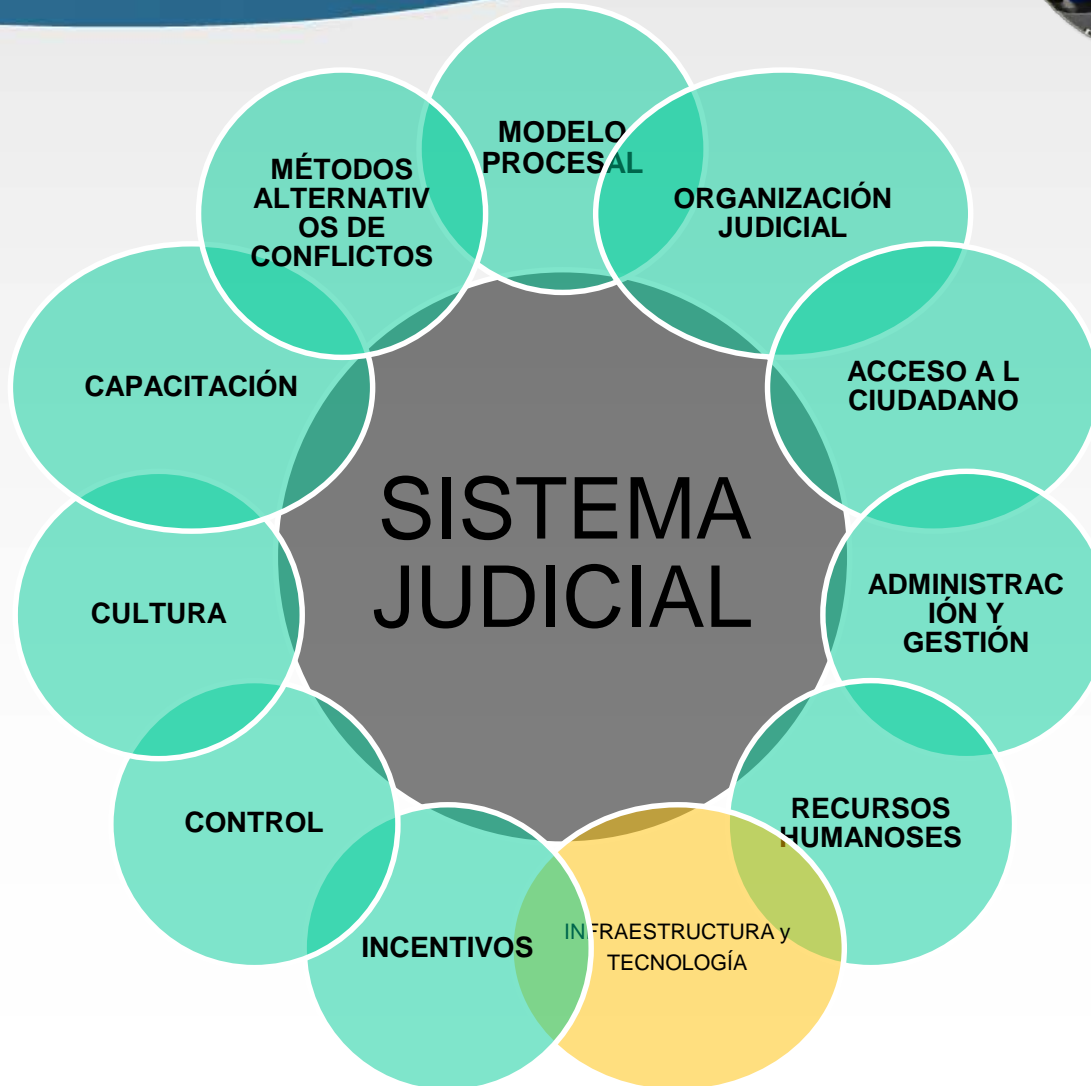 MODELO
PROCESAL
ORGANIZACIÓN
JUDICIAL
ACCESO A L
CIUDADANO
ADMINISTRAC
IÓN Y
GESTIÓN
RECURSOS
HUMANOSES
INFRAESTRUCTURA y
TECNOLOGÍA
INCENTIVOS
CONTROL
CULTURA
CAPACITACIÓN
MÉTODOS
ALTERNATIV
OS DE
CONFLICTOS
SISTEMA
JUDICIAL